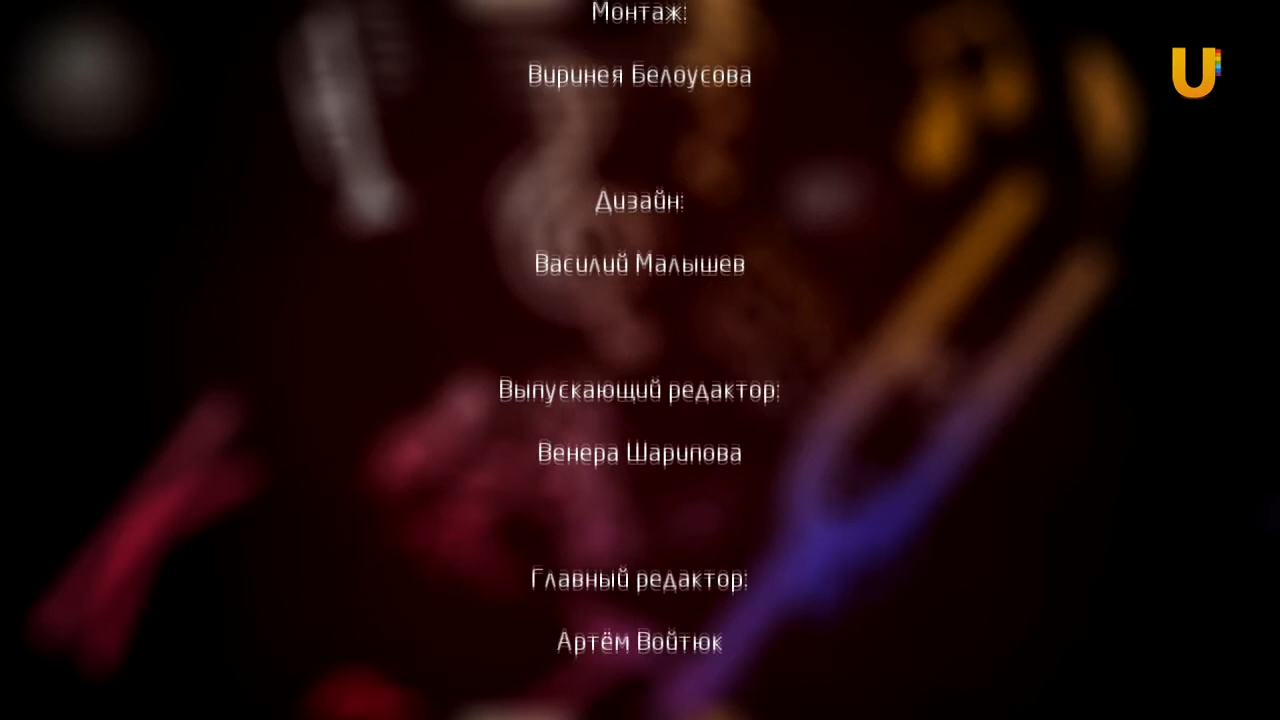 Монтаж:
Виринея Белоусова
U
Дизайн:
Василий Малышев
Выпускающий редактор:
Венера Шарипова
Главный редактор:
Артём Войтюк